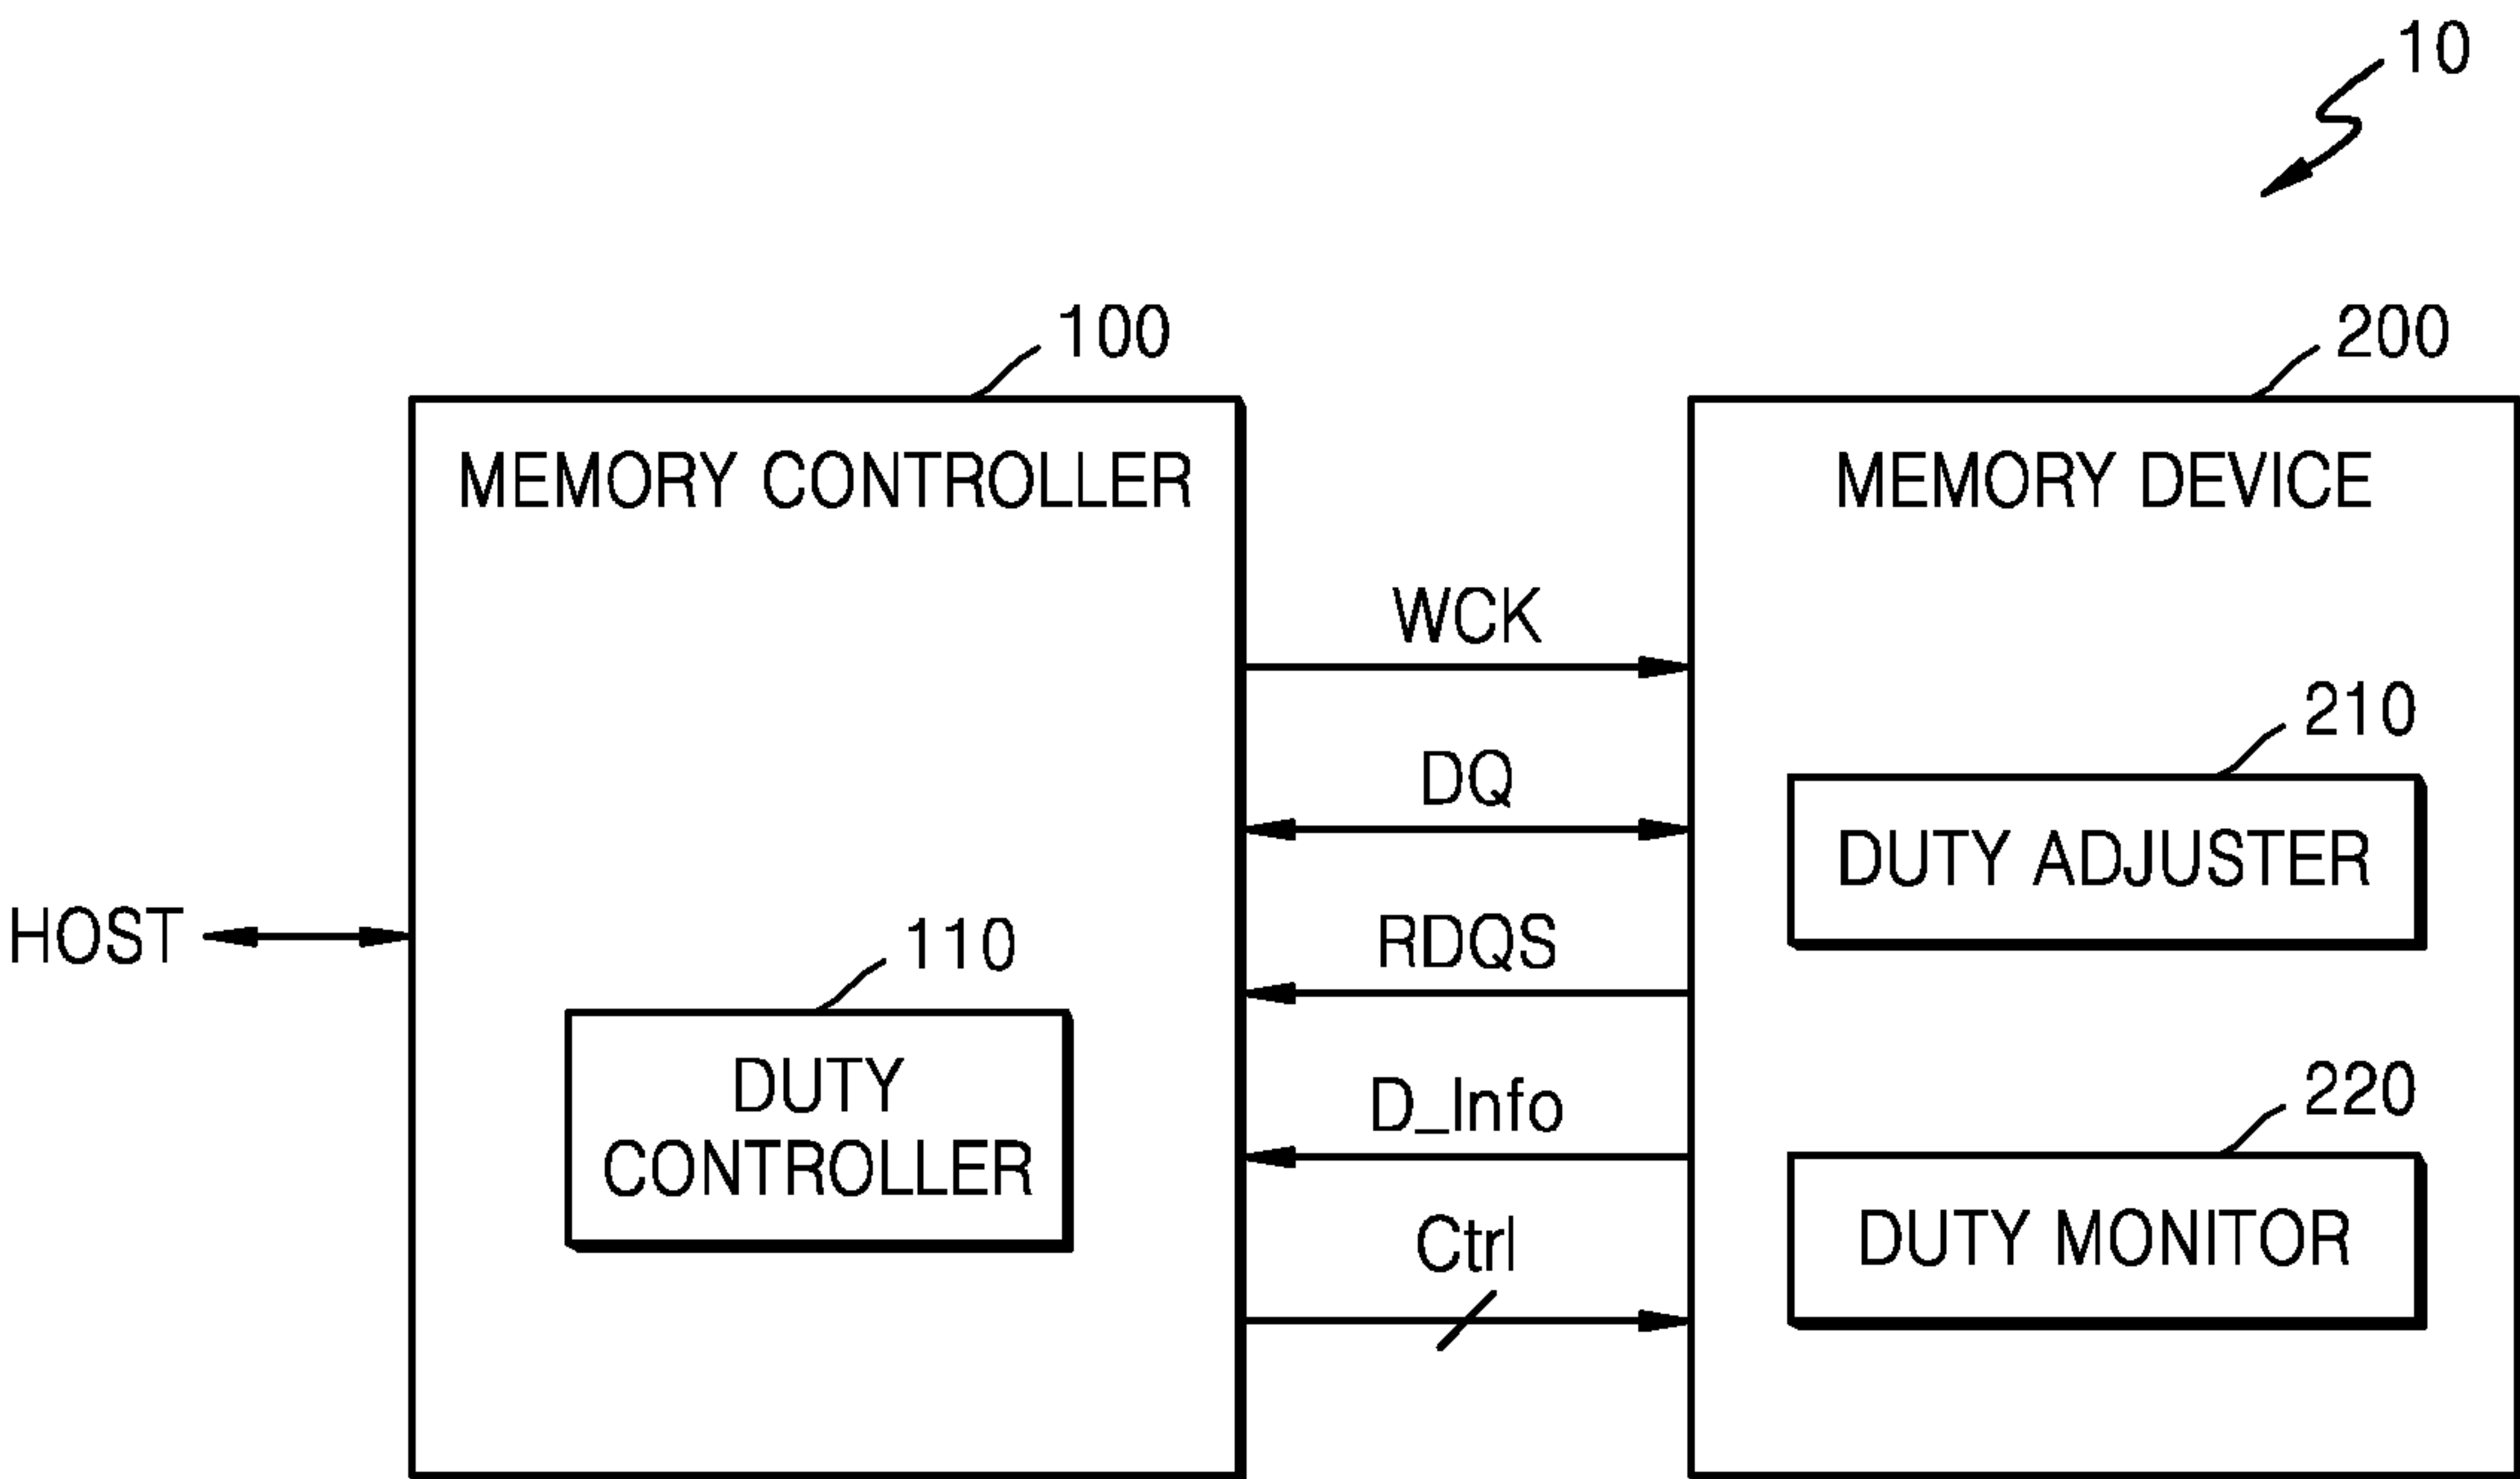 10
100
200
MEMORY CONTROLLER
MEMORY DEVICE
WCK
210
DQ
DUTY ADJUSTER
RDQS
HOST
110
DUTY
CONTROLLER
D_Info
220
Ctrl
DUTY MONITOR